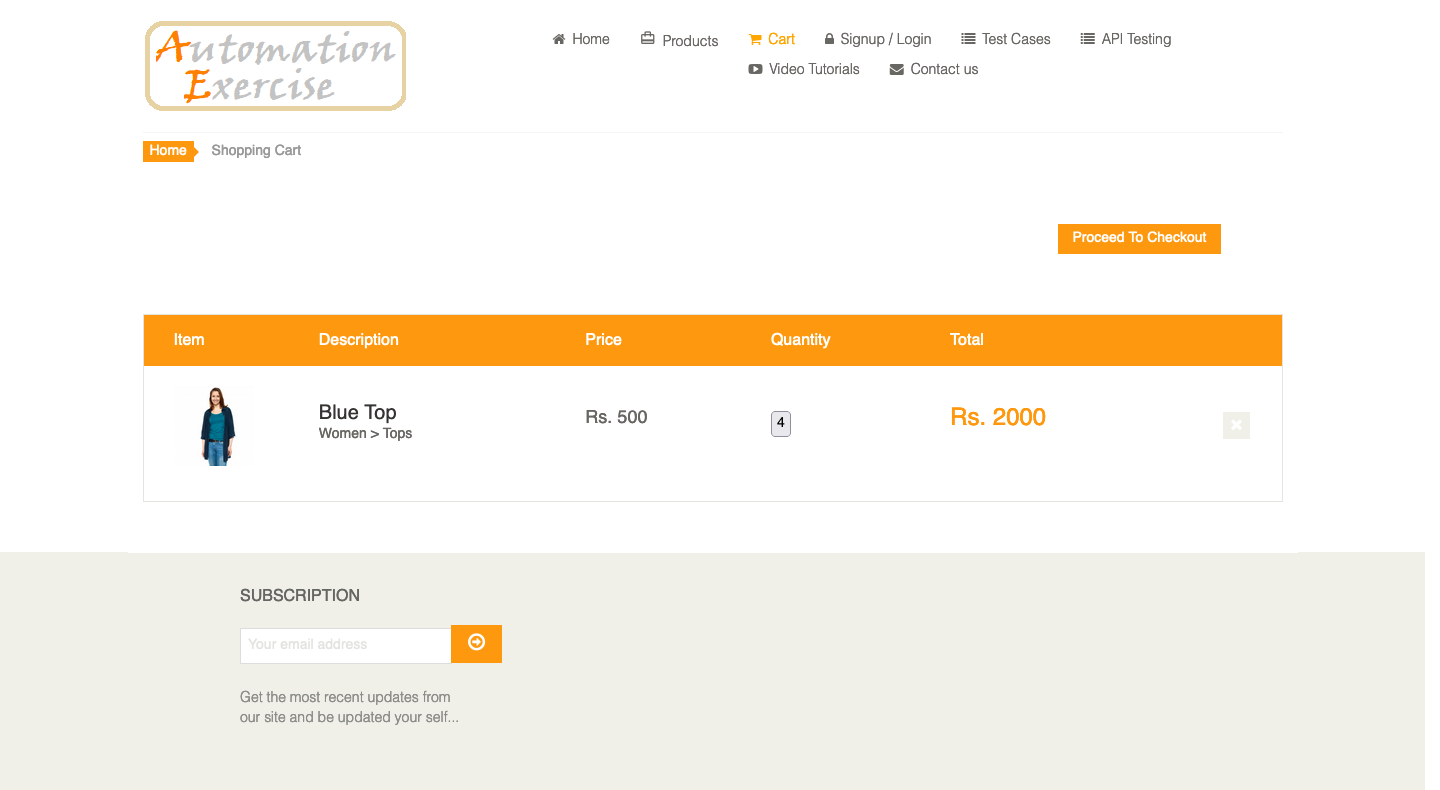 Automation
Exercise
Home Products Cart Signup / Login Test Cases API Testing
Video Tutorials Contact us
Home Shopping Cart
Proceed To Checkout
Item Description Price Quantity Total
Blue Top Rs. 500 4 Rs. 2000
Women > Tops
SUBSCRIPTION
Your email address
Get the most recent updates from
our site and be updated your self...